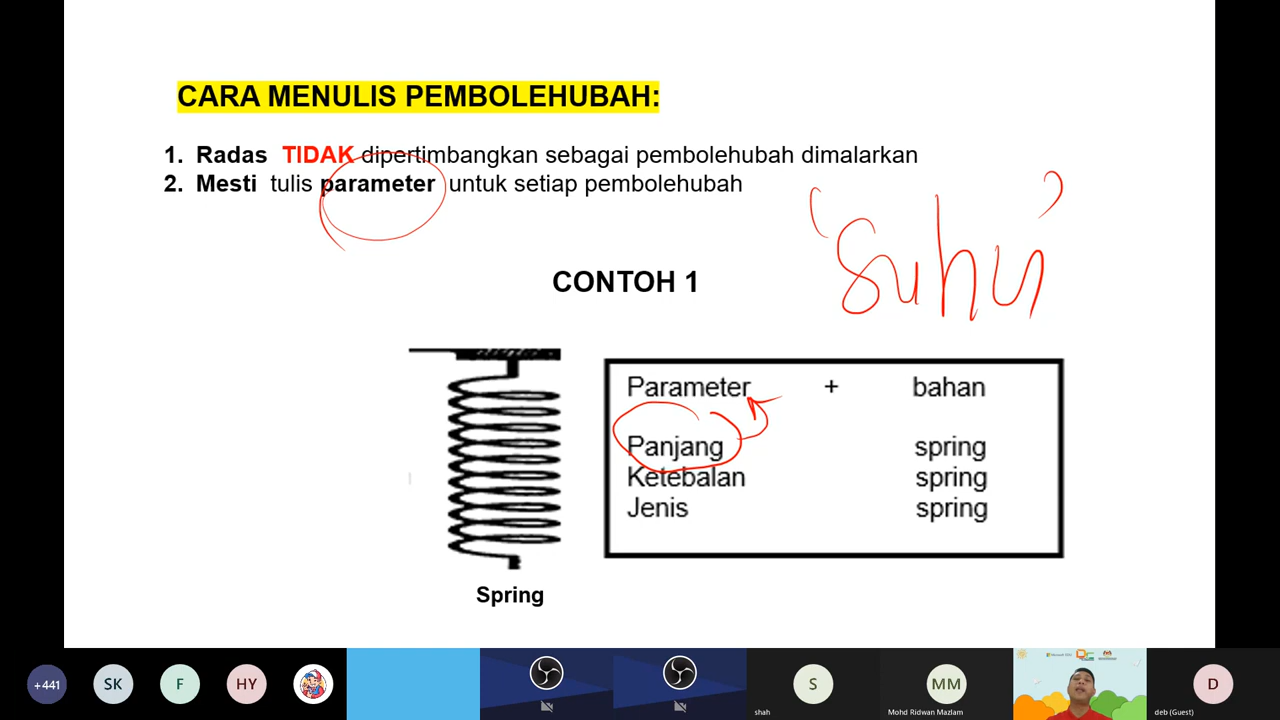 CARA MENULIS PEMBOLEHUBAH:
1. Radas TIDAK dipertimbangkan sebagai pembolehubah dimalarkan
2. Mesti tulis parameter untuk setiap pembolehubah
'Suhu'
CONTOH 1
Parameter + bahan
Panjang spring
Ketebalan spring
Jenis spring
Spring
+441 SK F HY S MM D
shah Mohd Ridwan Mazlam deb (Guest)